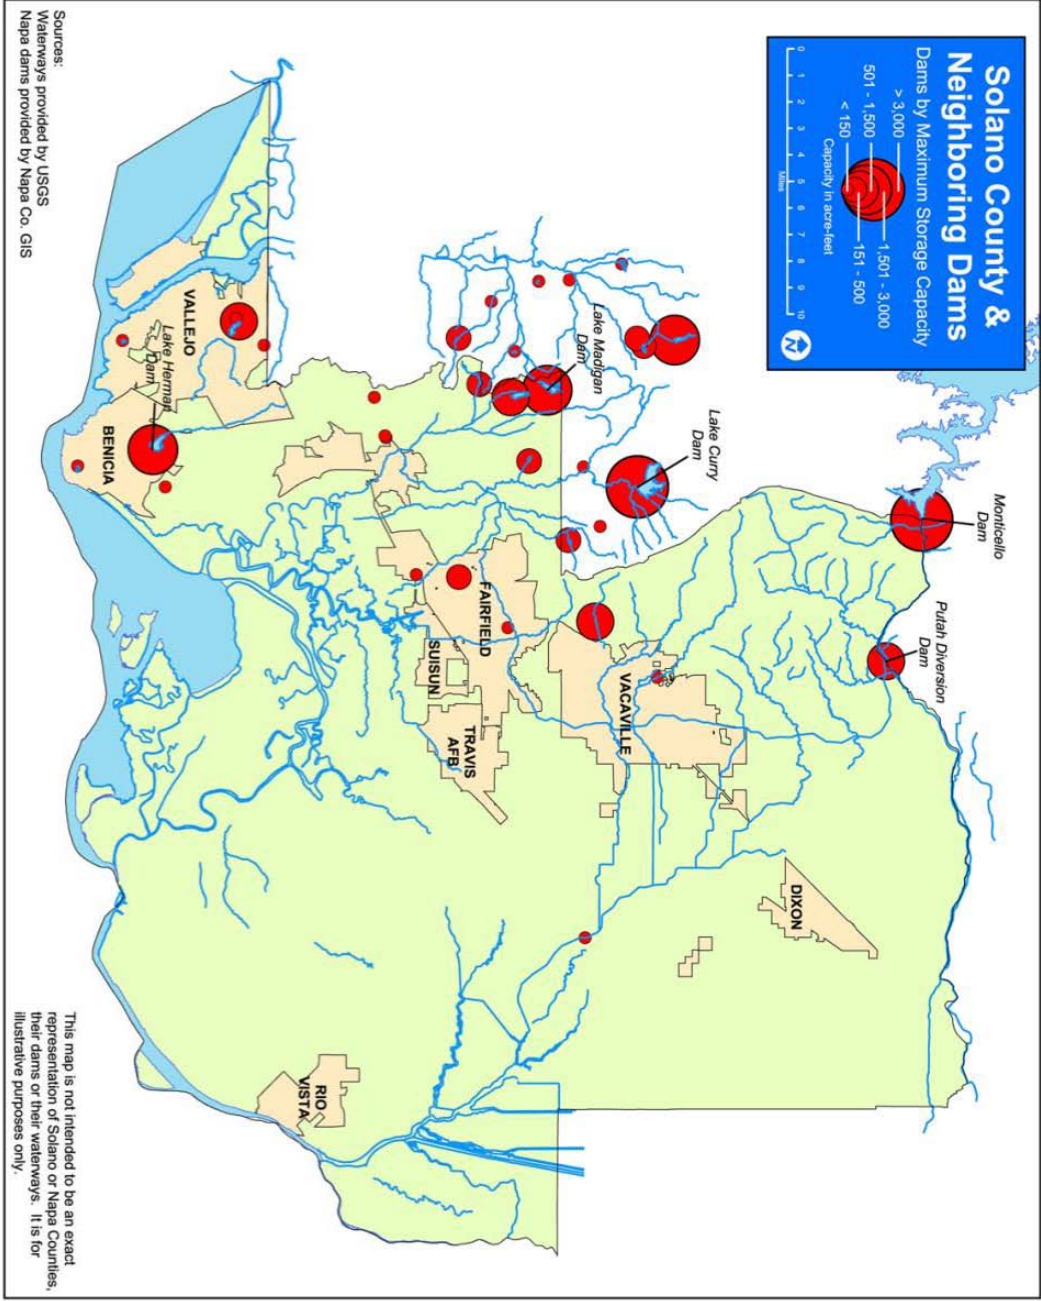 Solano County &
Neighboring Dams
Dams by Maximum Storage Capacity
> 3,000
501 - 1,500
< 150
1,501 - 3,000
151 - 500
Capacity in acre-feet
0 1 2 3 4 5 6 7 8 9 10
Miles
N
Monticello
Dam
Putah Diversion
Dam
Lake Curry
Dam
Lake Madigan
Dam
DIXON
VACAVILLE
FAIRFIELD
SUISUN
TRAVIS
AFB
VALLEJO
Lake Herman
Dam
BENICIA
RIO
VISTA
Sources:
Waterways provided by USGS
Napa dams provided by Napa Co. GIS
This map is not intended to be an exact
representation of Solano or Napa Counties,
their dams or their waterways. It is for
illustrative purposes only.